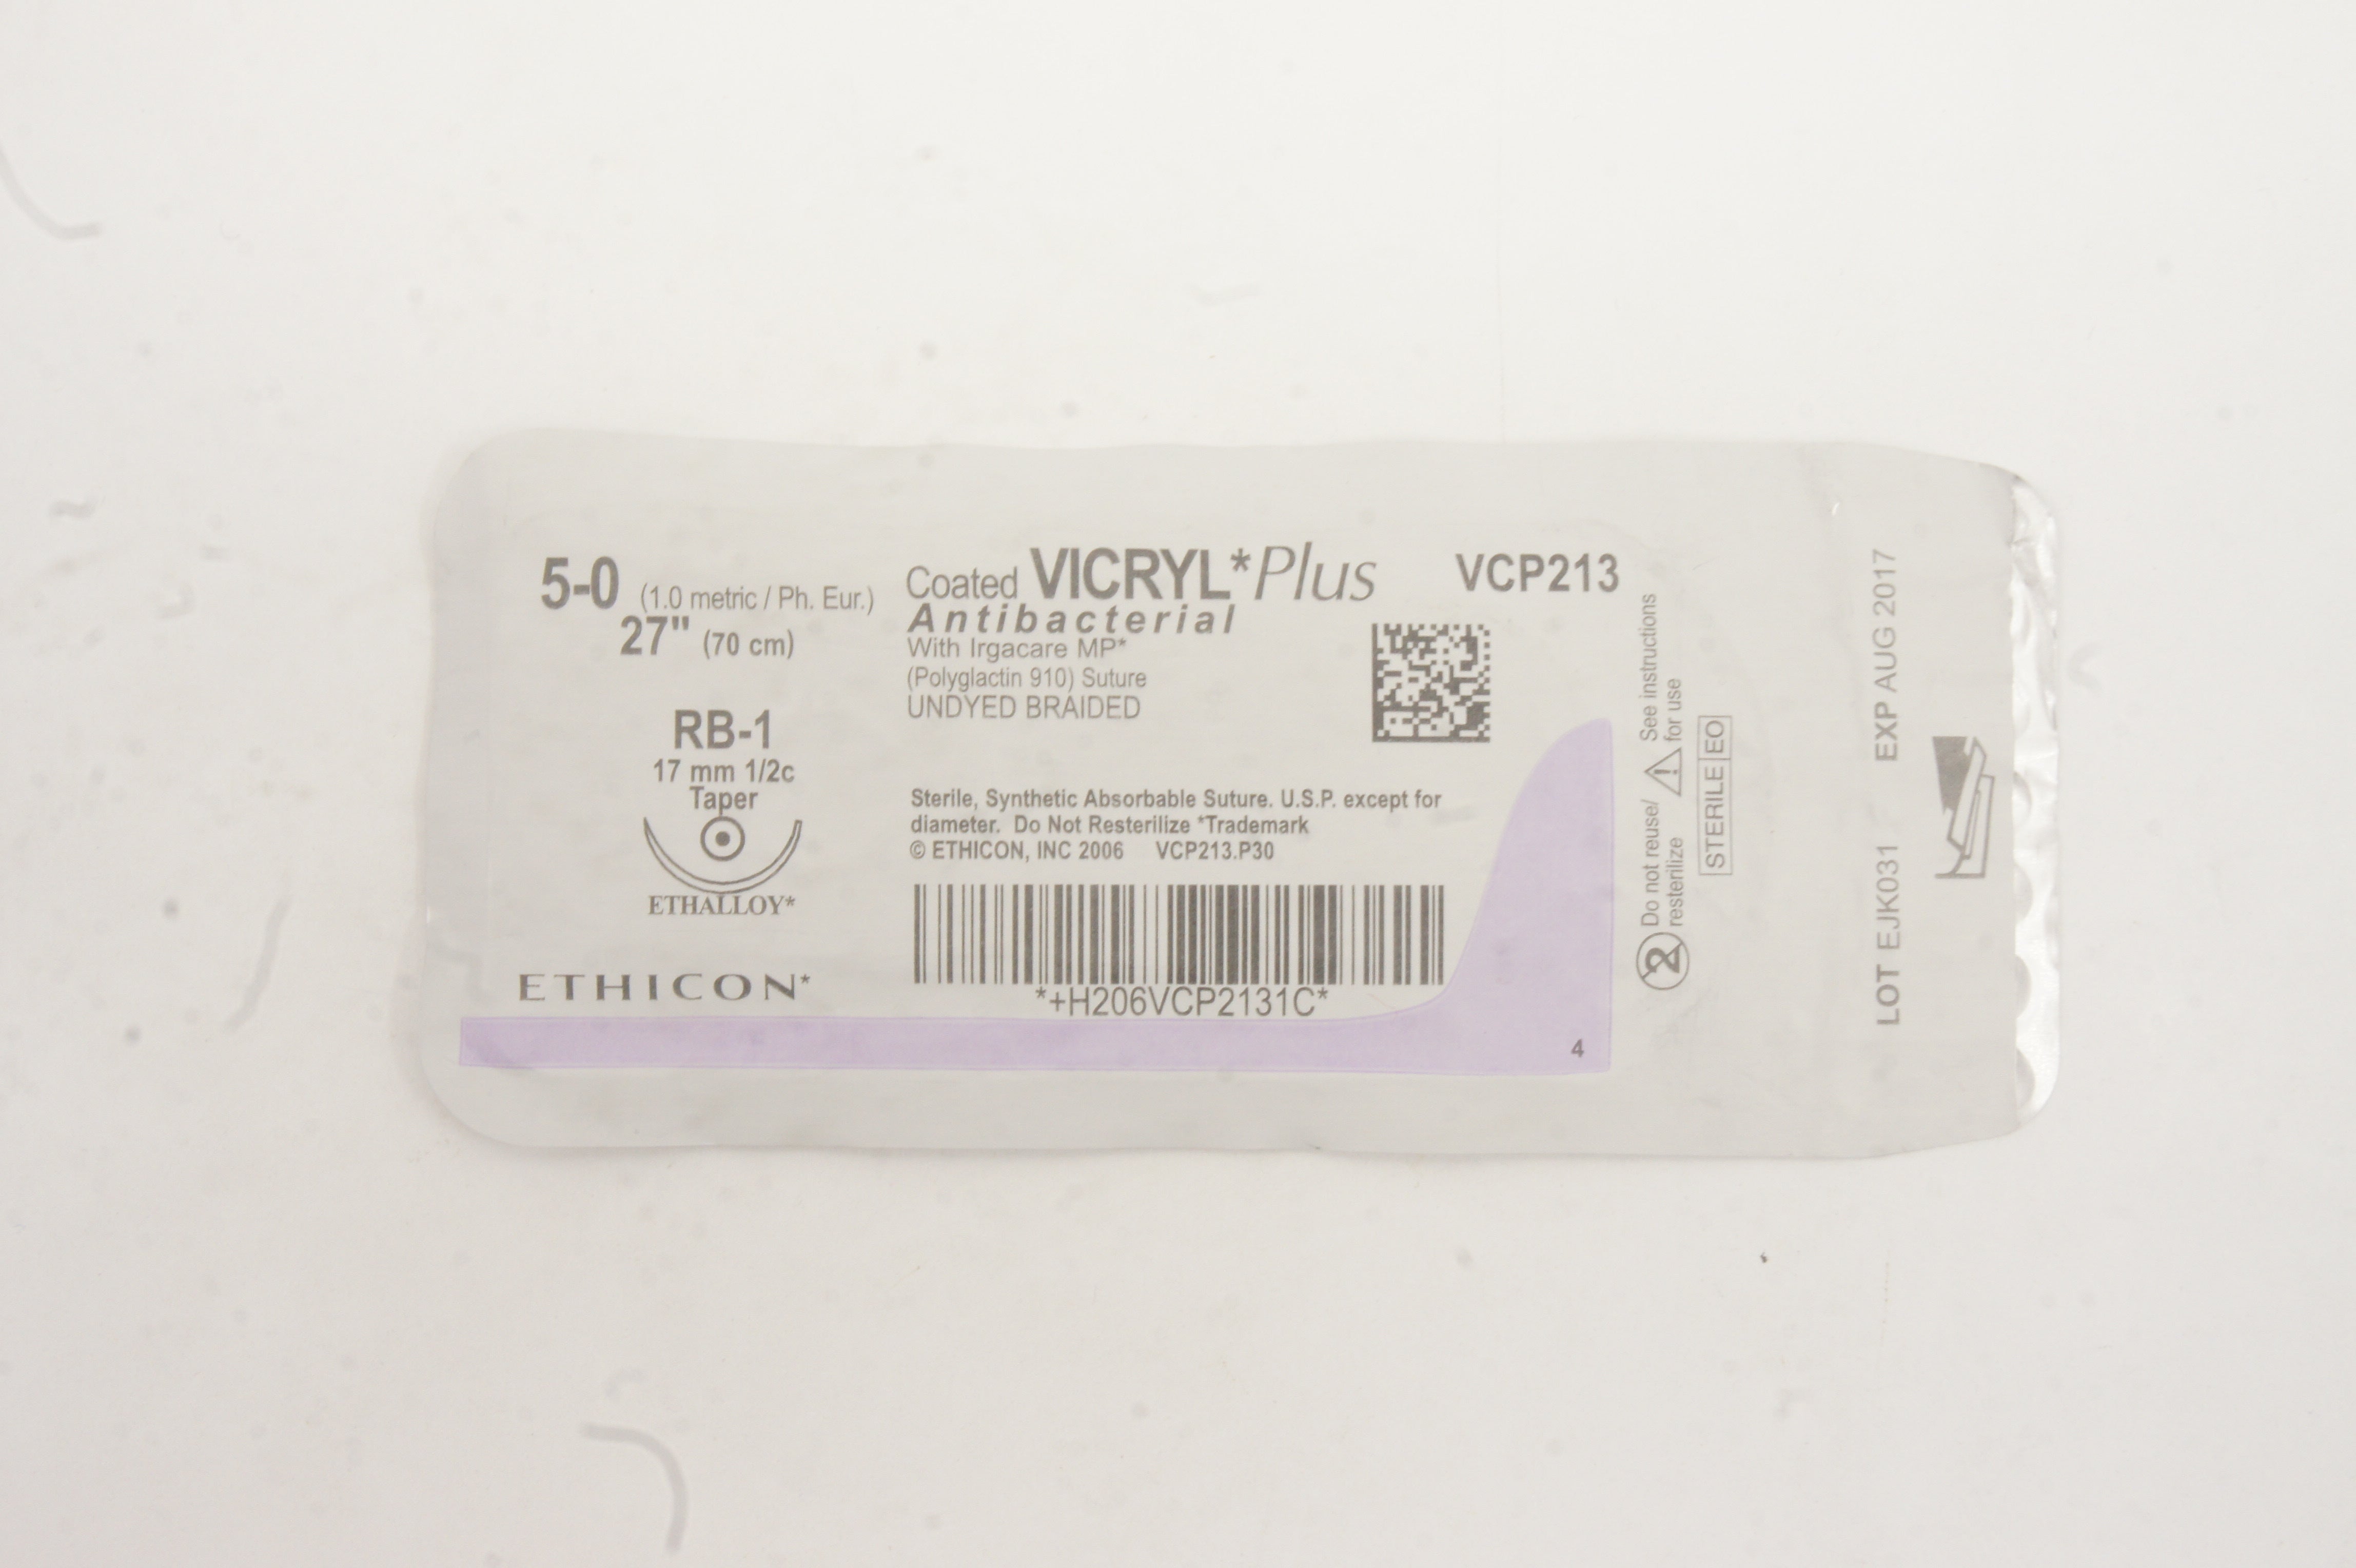 5-0 (1.0 metric / Ph. Eur.)
27" (70 cm)
RB-1
17 mm 1/2c
Taper
ETHALLOY*
ETHICON*
Coated VICRYL*Plus
Antibacterial
With Irgacare MP*
(Polyglactin 910) Suture
UNDYED BRAIDED
VCP213
Sterile, Synthetic Absorbable Suture. U.S.P. except for
diameter. Do Not Resterilize *Trademark
© ETHICON, INC 2006 VCP213.P30
*+H206VCP2131C*
4
2 Do not reuse/
resterilize
! See instructions
for use
STERILE EO
LOT EJK031 EXP AUG 2017